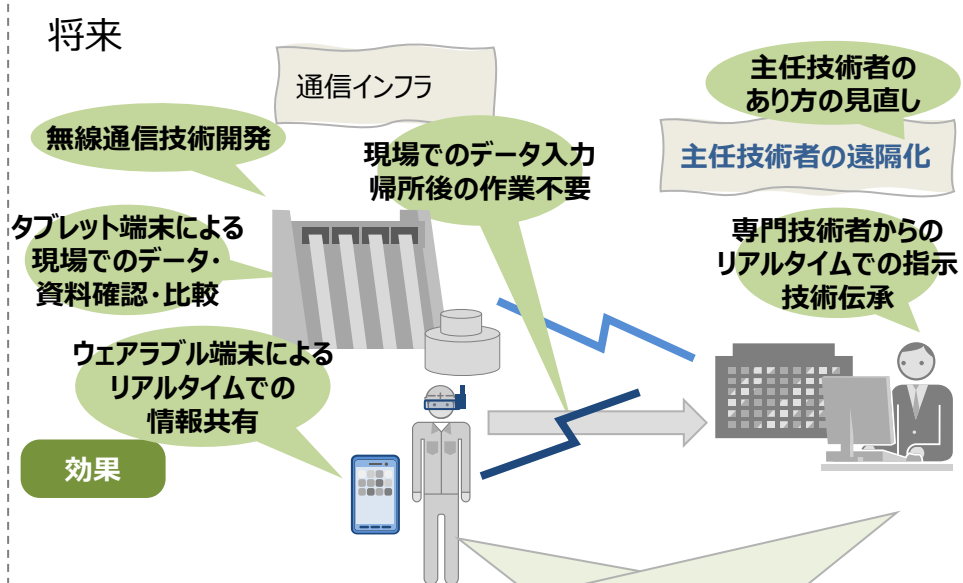 将来
通信インフラ
主任技術者の
あり方の見直し
無線通信技術開発
現場でのデータ入力
帰所後の作業不要
主任技術者の遠隔化
タブレット端末による
現場でのデータ・
資料確認・比較
専門技術者からの
リアルタイムでの指示
技術伝承
ウェアラブル端末による
リアルタイムでの
情報共有
効果